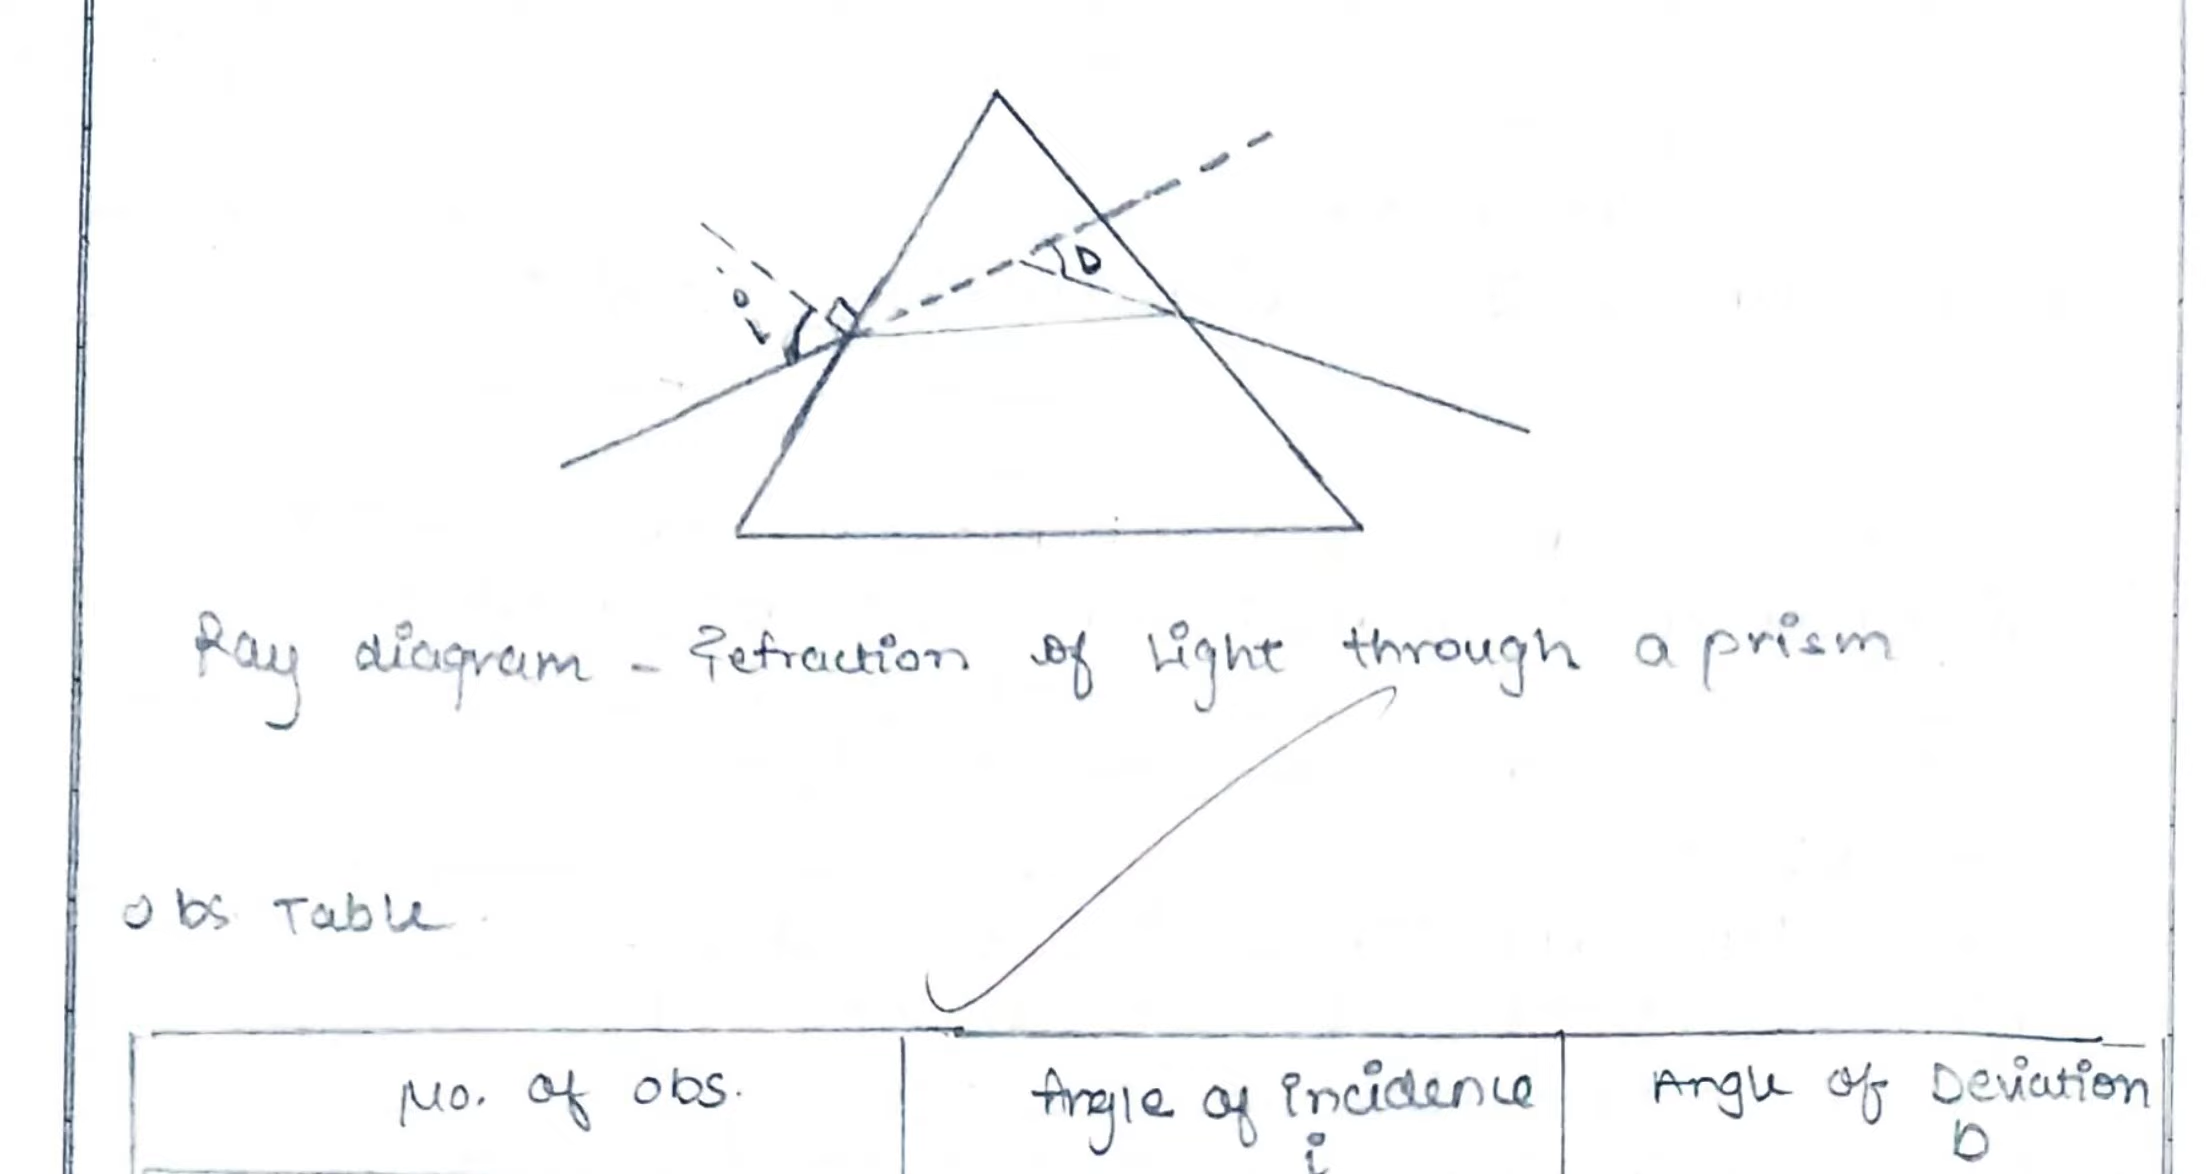 i
D
Ray diagram - Refraction of light through a prism
Obs Table
No. of obs.
Angle of incidence
i
Angle of Deviation
D